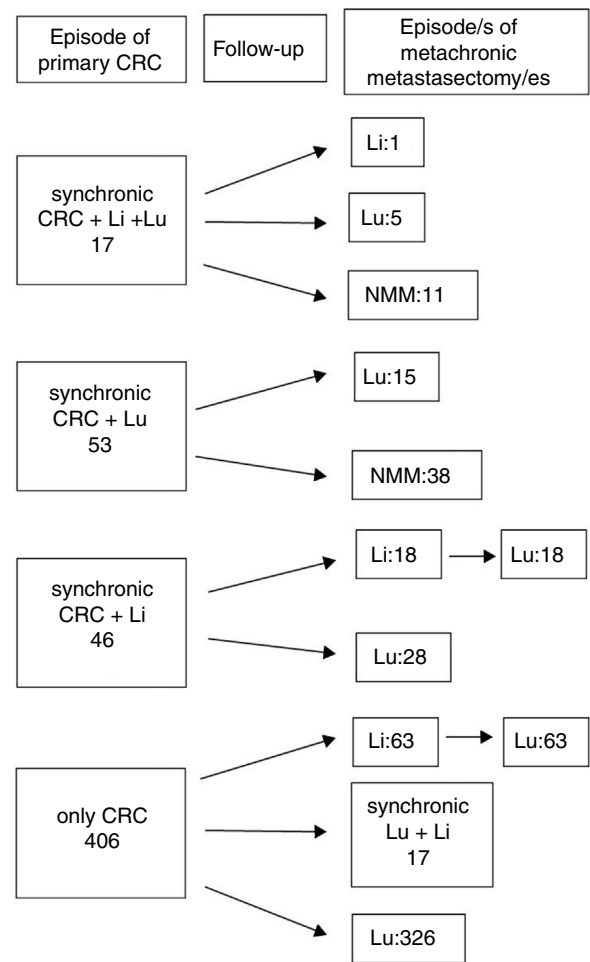 Episode of
primary CRC
Follow-up
Episode/s of
metachronic
metastasectomy/es
synchronic
CRC + Li +Lu
17
Li:1
Lu:5
NMM:11
synchronic
CRC + Lu
53
Lu:15
NMM:38
synchronic
CRC + Li
46
Li:18
Lu:18
Lu:28
only CRC
406
Li:63
Lu:63
synchronic
Lu + Li
17
Lu:326